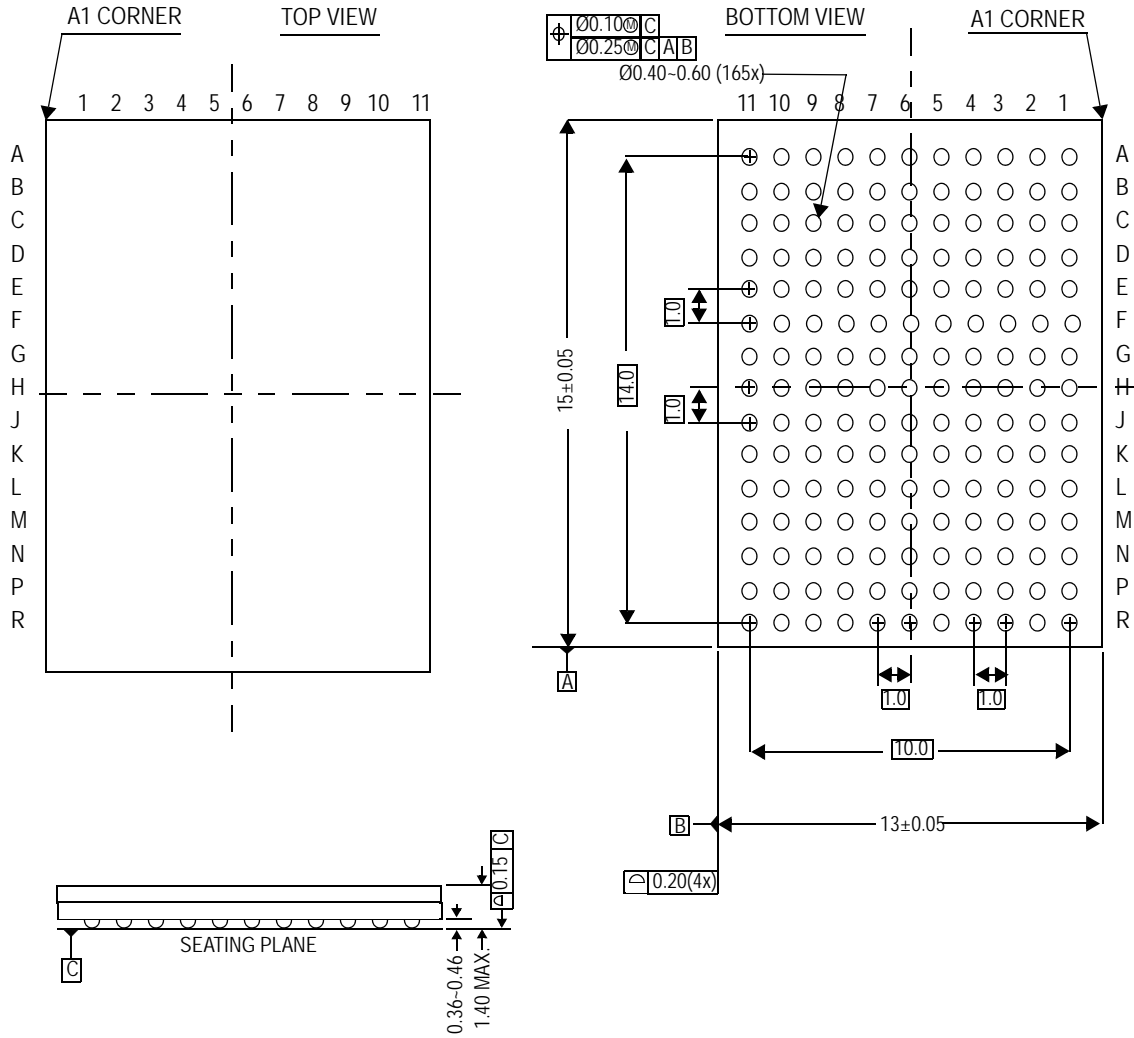 A1 CORNER
TOP VIEW
1 2 3 4 5 6 7 8 9 10 11
A
B
C
D
E
F
G
H
J
K
L
M
N
P
R
Ø0.10Ⓜ C
Ø0.25Ⓜ C A B
BOTTOM VIEW
A1 CORNER
Ø0.40~0.60 (165x)
11 10 9 8 7 6 5 4 3 2 1
A
B
C
D
E
F
G
H
J
K
L
M
N
P
R
1.0
1.0
14.0
15±0.05
A
1.0
1.0
10.0
B
13±0.05
0.20(4x)
0.15 C
SEATING PLANE
C
0.36~0.46
1.40 MAX.